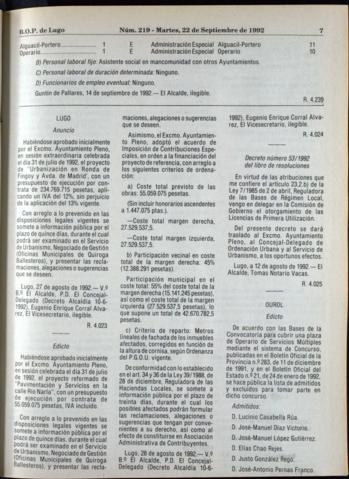 B.O.P. de Lugo
Núm. 219 - Martes, 22 de Septiembre de 1992
7
Alguacil-Portero 1 E Administración Especial Alguacil-Portero 11
Operario 1 E Administración Especial Operario 10
B) Personal laboral fijo: Asistente social en mancomunidad con otros Ayuntamientos.
C) Personal laboral de duración determinada: Ninguno.
D) Funcionarios de empleo eventual: Ninguno.
Guntín de Pallares, 14 de septiembre de 1992 — El Alcalde, ilegible.
R. 4.239
LUGO
Anuncio
Habiéndose aprobado inicialmente
por el Excmo. Ayuntamiento Pleno,
en sesión extraordinaria celebrada
el día 31 de julio de 1992, el proyecto
de "Urbanización en Ronda de
Fingoy y Avda. de Madrid", con un
presupuesto de ejecución por con-
trata de 234.769.715 pesetas, apli-
cando un IVA del 12%, sin perjuicio
de la aplicación del 13% vigente.
Con arreglo a lo prevenido en las
disposiciones legales vigentes se
somete a información pública por el
plazo de quince días, durante el cual
podrá ser examinado en el Servicio
de Urbanismo, Negociado de Gestión
(Oficinas Municipales de Quiroga
Ballesteros), y presentar las recla-
maciones, alegaciones o sugerencias
que se deseen.
Lugo, 27 de agosto de 1992.— V.º
B.º El Alcalde, P.D. El Concejal-
Delegado (Decreto Alcaldía 10-6-
1992), Eugenio Enrique Corral Álva-
rez. El Vicesecretario, ilegible.
R. 4.023
Edicto
Habiéndose aprobado inicialmente
por el Excmo. Ayuntamiento Pleno,
en sesión celebrada el día 31 de julio
de 1992, el proyecto reformado de
"Pavimentación y Servicios en la
calle Río Narla", con un presupuesto
de ejecución por contrata de
55.059.075 pesetas, IVA incluido.
Con arreglo a lo prevenido en las
disposiciones legales vigentes se
somete a información pública por el
plazo de quince días, durante el cual
podrá ser examinado en el Servicio
de Urbanismo, Negociado de Gestión
(Oficinas Municipales de Quiroga
Ballesteros), y presentar las recla-
maciones, alegaciones o sugerencias
que se deseen.
Asimismo, el Excmo. Ayuntamien-
to Pleno, adoptó el acuerdo de
Imposición de Contribuciones Espe-
ciales, en orden a la financiación del
proyecto de referencia, con arreglo a
los siguientes criterios de ordena-
ción:
a) Coste total previsto de las
obras: 55.059.075 pesetas.
(Sin incluir honorarios ascendentes
a 1.447.075 ptas.).
—Coste total margen derecha,
27.529.537,5.
—Coste total margen izquierda,
27.529.537,5.
b) Participación vecinal en coste
total de la margen derecha: 45%
(12.388.291 pesetas).
Participación municipal en el
coste total: 55% del coste total de la
margen derecha (15.141.245 pesetas),
así como el coste total de la margen
izquierda (27.529.537,5 pesetas), lo
que supone un total de 42.670.782,5
pesetas.
c) Criterio de reparto: Metros
lineales de fachada de los inmuebles
afectados, corregidos en función de
la altura de cornisa, según Ordenanza
del P.G.O.U. vigente.
De conformidad con lo establecido
en el art. 34 y 36 de la Ley 39/1988, de
28 de diciembre, Reguladora de las
Haciendas Locales, se somete a
información pública por el plazo de
treinta días, durante el cual los
posibles afectados podrán formular
las reclamaciones, alegaciones o
sugerencias que tengan por conve-
nientes a su derecho, así como al
efecto de constituirse en Asociación
Administrativa de Contribuyentes.
Lugo, 28 de agosto de 1992.— V.º
B.º El Alcalde, P.D. El Concejal-
Delegado (Decreto Alcaldía 10-6-
1992), Eugenio Enrique Corral Álva-
rez, El Vicesecretario, ilegible.
R. 4.024
Decreto número 53/1992
del libro de resoluciones
En virtud de las atribuciones que
me confiere el artículo 23.2.b) de la
Ley 7/1985 de 2 de abril, Reguladora
de las Bases de Régimen Local,
vengo en delegar en la Comisión de
Gobierno el otorgamiento de las
Licencias de Primera Utilización.
Del presente decreto se dará
traslado al Excmo. Ayuntamiento
Pleno, al Concejal-Delegado de
Ordenación Urbana y al Servicio de
Urbanismo, a los oportunos efectos.
Lugo, a 12 de agosto de 1992.— El
Alcalde, Tomás Notario Vacas.
R. 4.025
OUROL
Edicto
De acuerdo con las Bases de la
Convocatoria para cubrir una plaza
de Operario de Servicios Múltiples
mediante el sistema de Concurso,
publicadas en el Boletín Oficial de la
Provincia n.º 283, de 11 de diciembre
de 1991, y en el Boletín Oficial del
Estado n.º 21, de 24 de enero de 1992,
se hace pública la lista de admitidos
y excluidos para tomar parte en
dicho concurso.
Admitidos:
D. Lucinio Casabella Rúa.
D. José-Manuel Díaz Victorio.
D. José-Manuel López Gutiérrez.
D. Elías Chao Rejes.
D. Justo González Rego.
D. José-Antonio Pernas Franco.